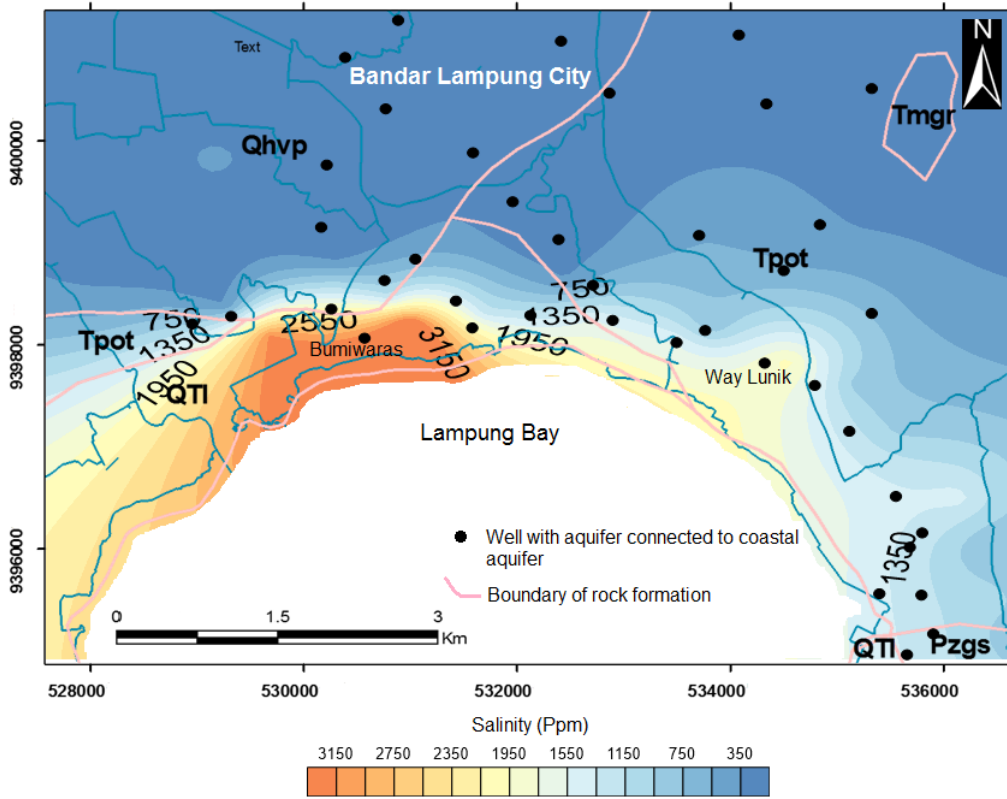 N
Text
Bandar Lampung City
Tmgr
Qhvp
Tpot
9400000
9398000
9396000
750
750
1350
1350
2550
1950
3150
1950
Tpot
QTl
Bumiwaras
Way Lunik
Lampung Bay
Well with aquifer connected to coastal
aquifer
Boundary of rock formation
1350
0 1.5 3
Km
QTl
Pzgs
528000 530000 532000 534000 536000
Salinity (Ppm)
3150 2750 2350 1950 1550 1150 750 350